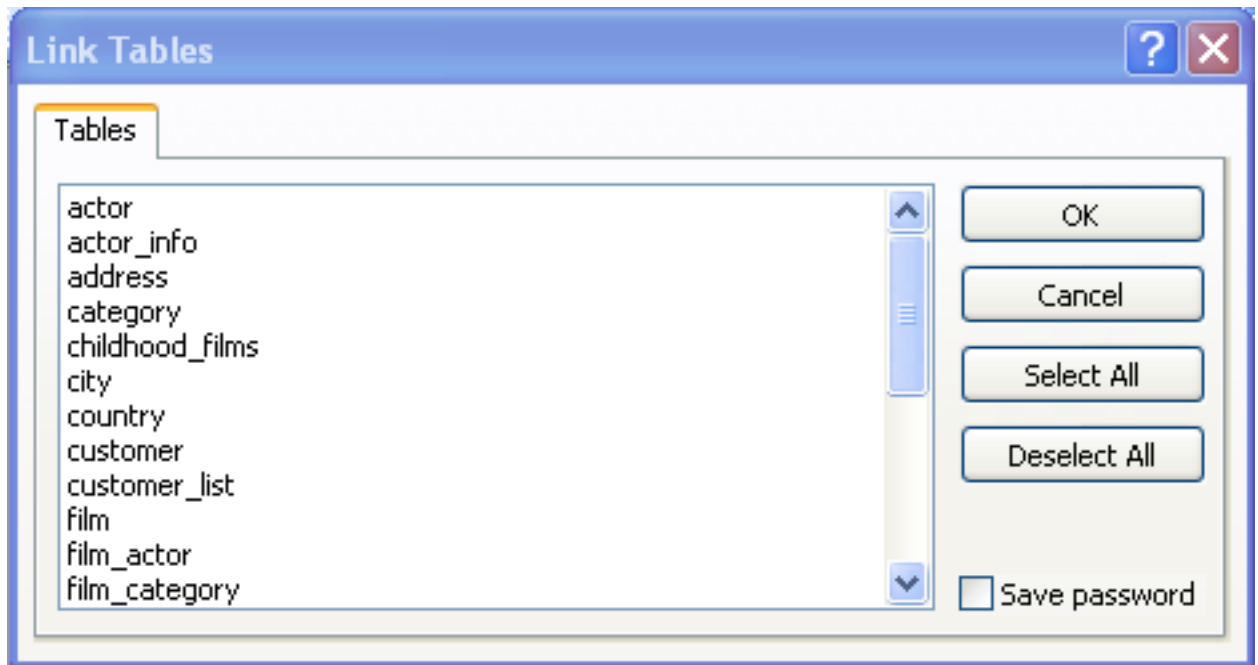 Link Tables
Tables
actor
actor_info
address
category
childhood_films
city
country
customer
customer_list
film
film_actor
film_category
OK
Cancel
Select All
Deselect All
Save password